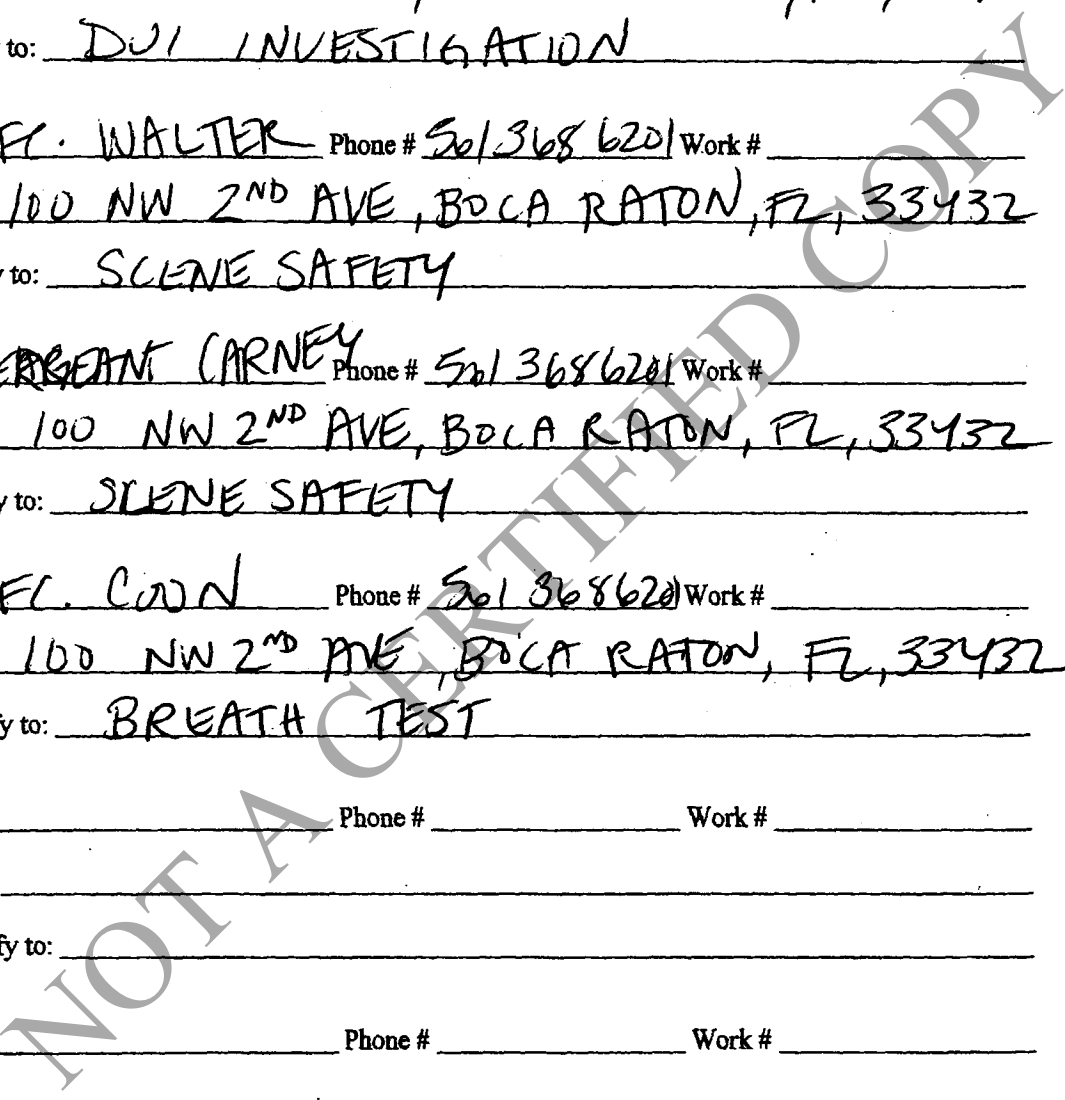 to: DUI INVESTIGATION
FC. WALTER Phone # 561 368 6201 Work #
100 NW 2ND AVE, BOCA RATON, FL, 33432
to: SCENE SAFETY
SERGEANT CARNEY Phone # 561 368 6201 Work #
100 NW 2ND AVE, BOCA RATON, FL, 33432
y to: SCENE SAFETY
FC. COON Phone # 561 368 6201 Work #
100 NW 2ND AVE, BOCA RATON, FL, 33432
fy to: BREATH TEST
Phone # Work #
fy to:
Phone # Work #
NOT A CERTIFIED COPY